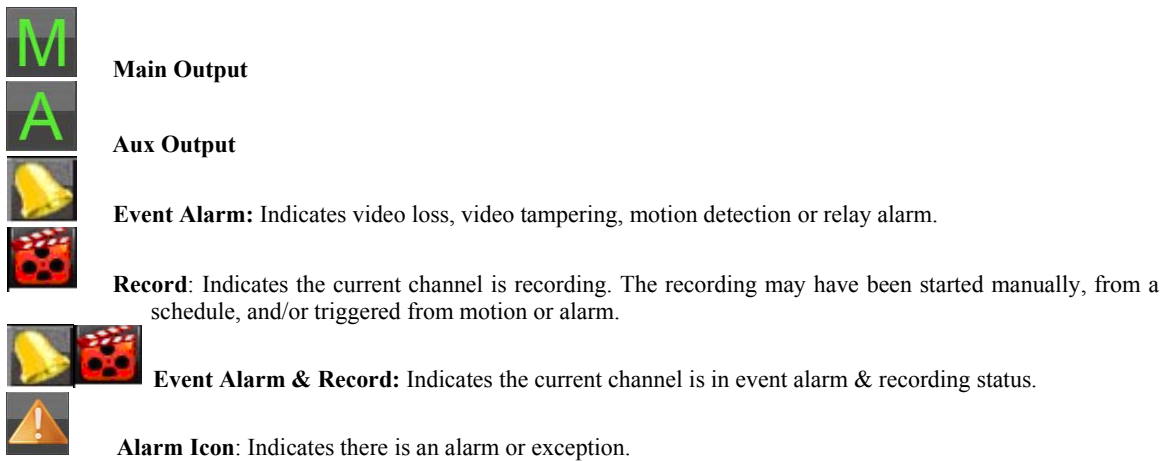 M
Main Output
A
Aux Output
Event Alarm: Indicates video loss, video tampering, motion detection or relay alarm.
Record: Indicates the current channel is recording. The recording may have been started manually, from a
schedule, and/or triggered from motion or alarm.
Event Alarm & Record: Indicates the current channel is in event alarm & recording status.
Alarm Icon: Indicates there is an alarm or exception.